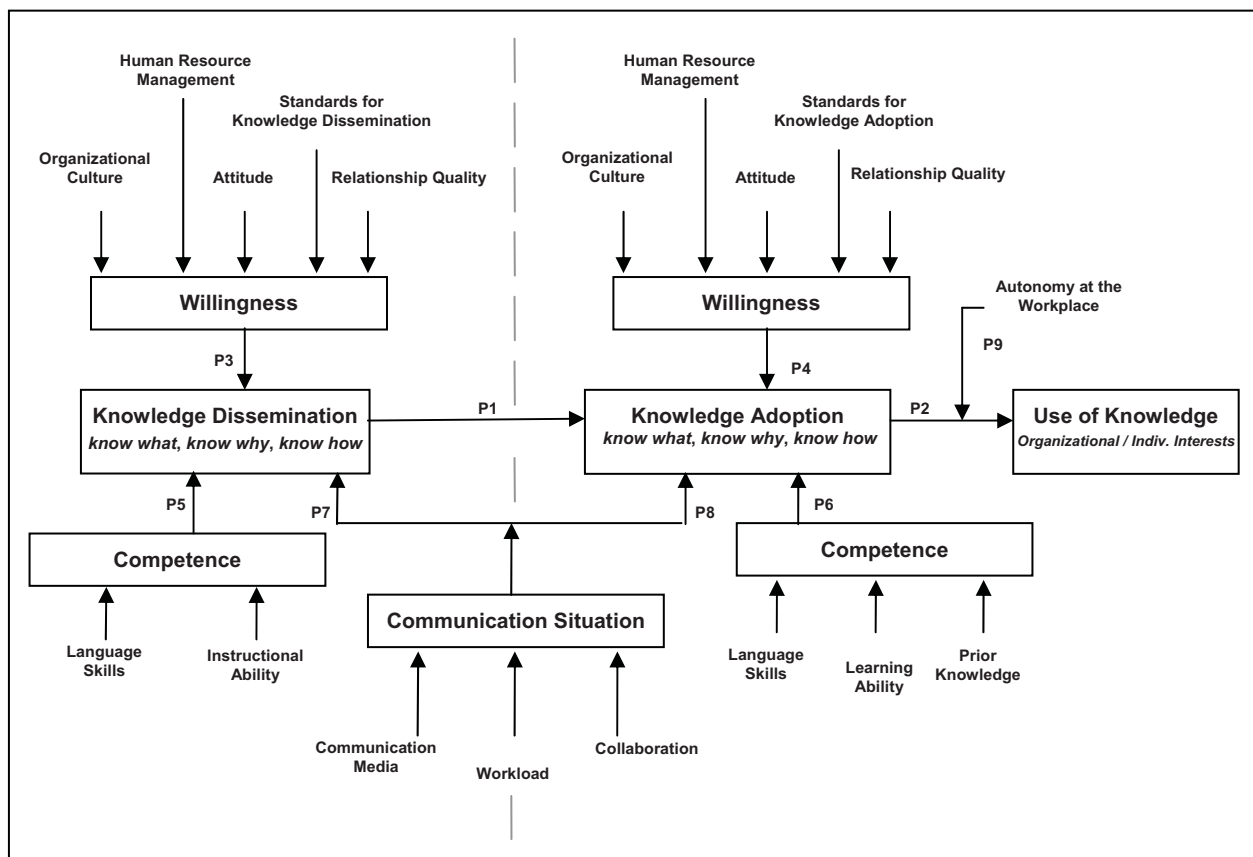 Human Resource
Management
Standards for
Knowledge Dissemination
Organizational
Culture
Attitude
Relationship Quality
Willingness
P3
Knowledge Dissemination
know what, know why, know how
P5
P7
Competence
Language
Skills
Instructional
Ability
P1
Communication Situation
Communication
Media
Workload
Collaboration
Human Resource
Management
Standards for
Knowledge Adoption
Organizational
Culture
Attitude
Relationship Quality
Willingness
P4
Knowledge Adoption
know what, know why, know how
P8
P6
Competence
Language
Skills
Learning
Ability
Prior
Knowledge
Autonomy at the
Workplace
P9
P2
Use of Knowledge
Organizational / Indiv. Interests